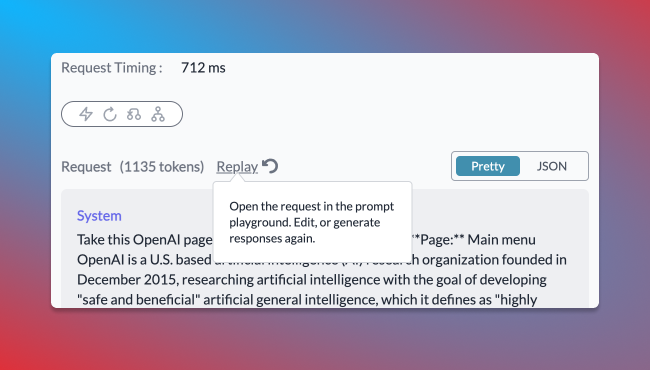 Request Timing : 712 ms
Request (1135 tokens) Replay Pretty JSON
Open the request in the prompt
playground. Edit, or generate
responses again.
System
Take this OpenAI page **Page:** Main menu
OpenAI is a U.S. based artificial intelligence (AI) research organization founded in
December 2015, researching artificial intelligence with the goal of developing
"safe and beneficial" artificial general intelligence, which it defines as "highly